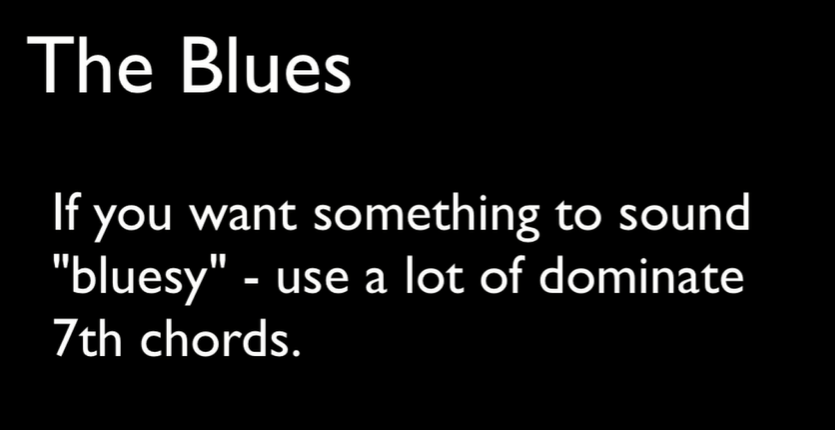 The Blues
If you want something to sound
"bluesy" - use a lot of dominate
7th chords.